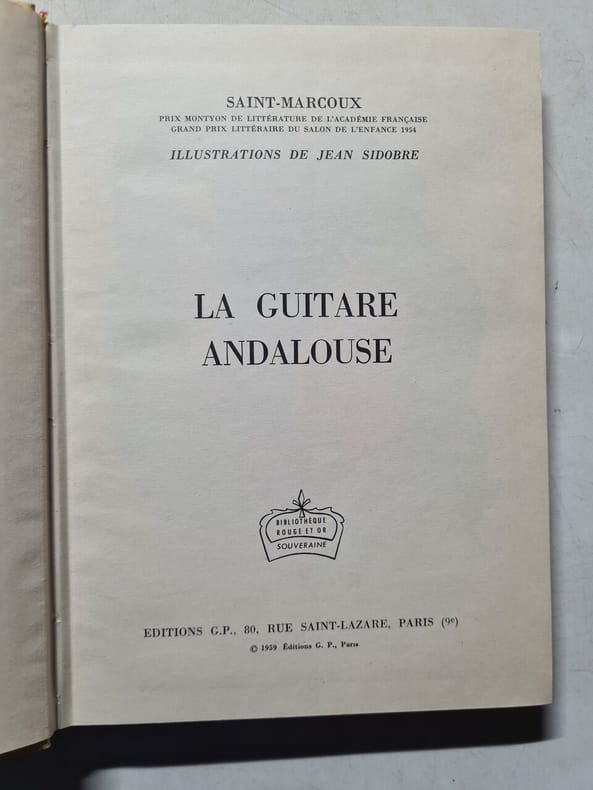 SAINT-MARCOUX
PRIX MONTYON DE LITTÉRATURE DE L'ACADÉMIE FRANÇAISE
GRAND PRIX LITTÉRAIRE DU SALON DE L'ENFANCE 1954
ILLUSTRATIONS DE JEAN SIDOBRE
LA GUITARE
ANDALOUSE
BIBLIOTHÈQUE
ROUGE ET OR
SOUVERAINE
EDITIONS G.P., 80, RUE SAINT-LAZARE, PARIS (9e)
© 1959 Éditions G. P., Paris